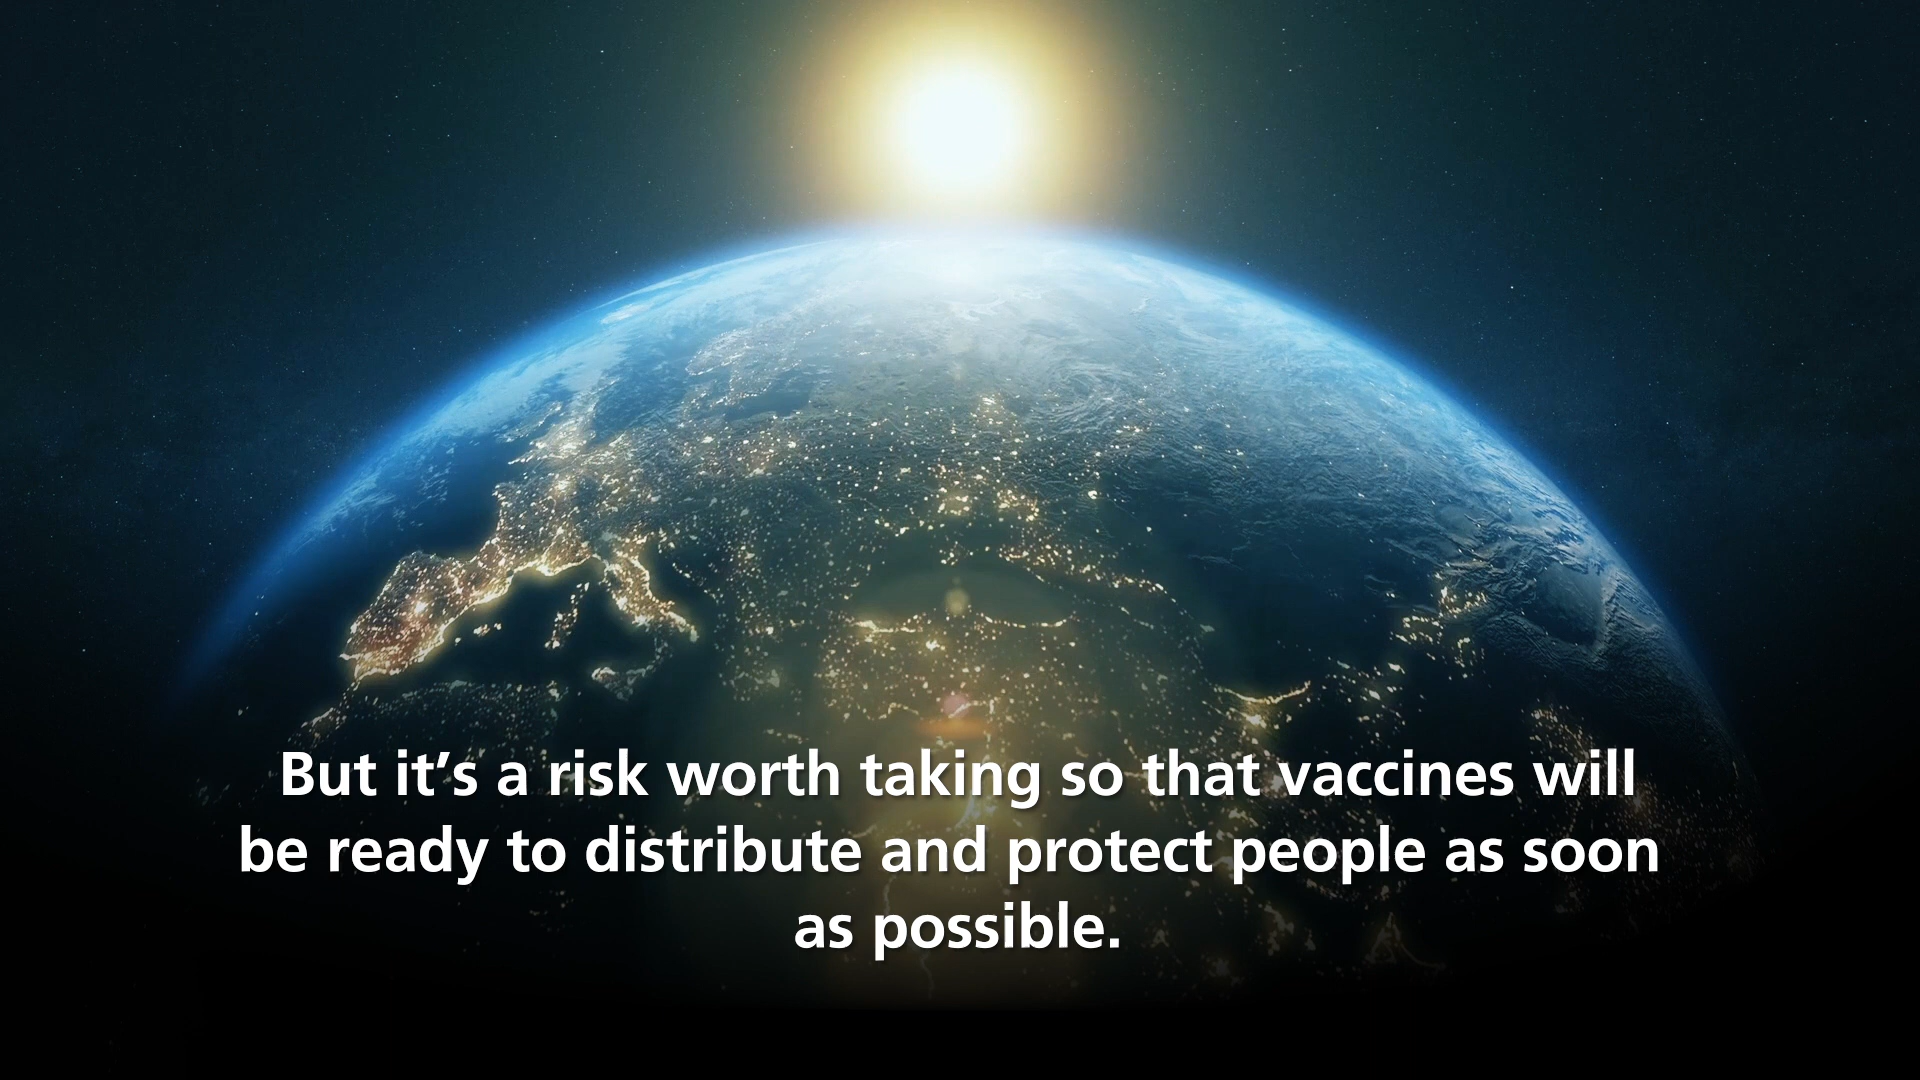 But it’s a risk worth taking so that vaccines will
be ready to distribute and protect people as soon
as possible.